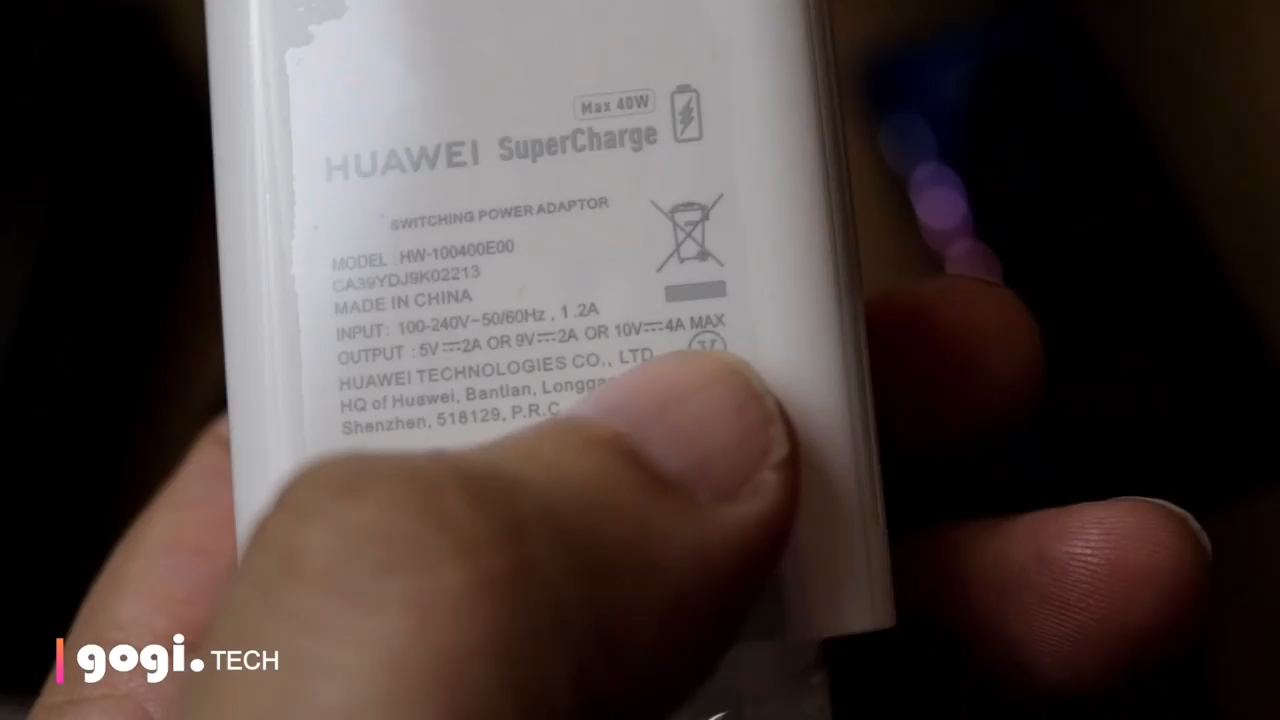 Max 40W
HUAWEI SuperCharge
SWITCHING POWER ADAPTOR
MODEL : HW-100400E00
CA39YDJ9K02213
MADE IN CHINA
INPUT: 100-240V~50/60Hz , 1.2A
OUTPUT : 5V⎓2A OR 9V⎓2A OR 10V⎓4A MAX
HUAWEI TECHNOLOGIES CO., LTD
HQ of Huawei, Bantian,
Shenzhen, 518129, P.R.C
gogi.TECH